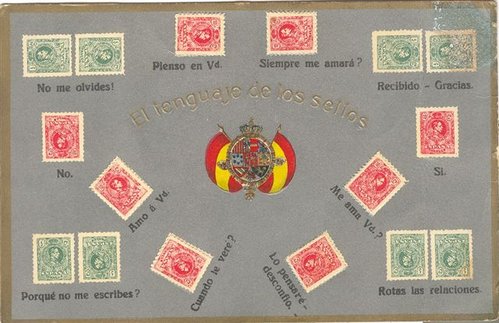 Pienso en Vd.
Siempre me amará?
No me olvides!
Recibido - Gracias.
El lenguaje de los sellos
No.
Si.
Amo á Vd.
Me ama Vd.?
Cuando le veré?
Lo pensaré-
desconfio.
Porqué no me escribes?
Rotas las relaciones.